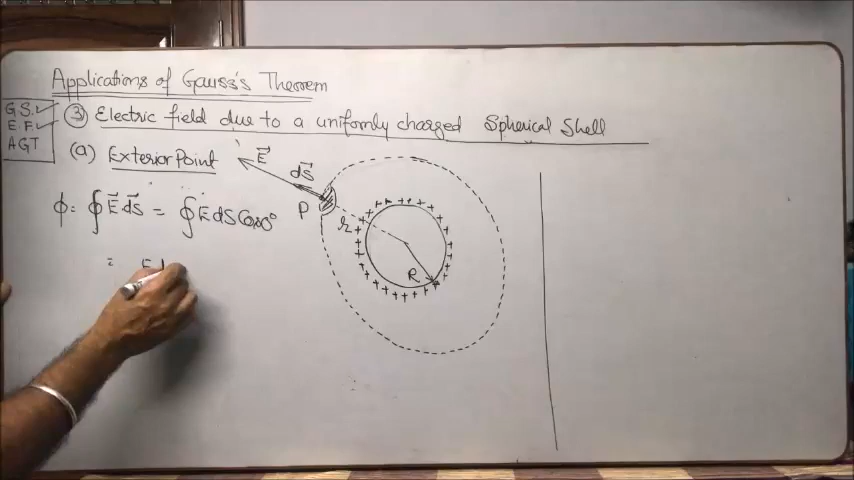 Applications of Gauss's Theorem
G.S. ✓
E.F ✓
AGT
③ Electric field due to a uniformly charged Spherical Shell
(a) Exterior Point
E⃗
dS⃗
P
r
R
ϕ = ∮ E⃗ dS⃗ = ∮ E dS Cos0°
= E